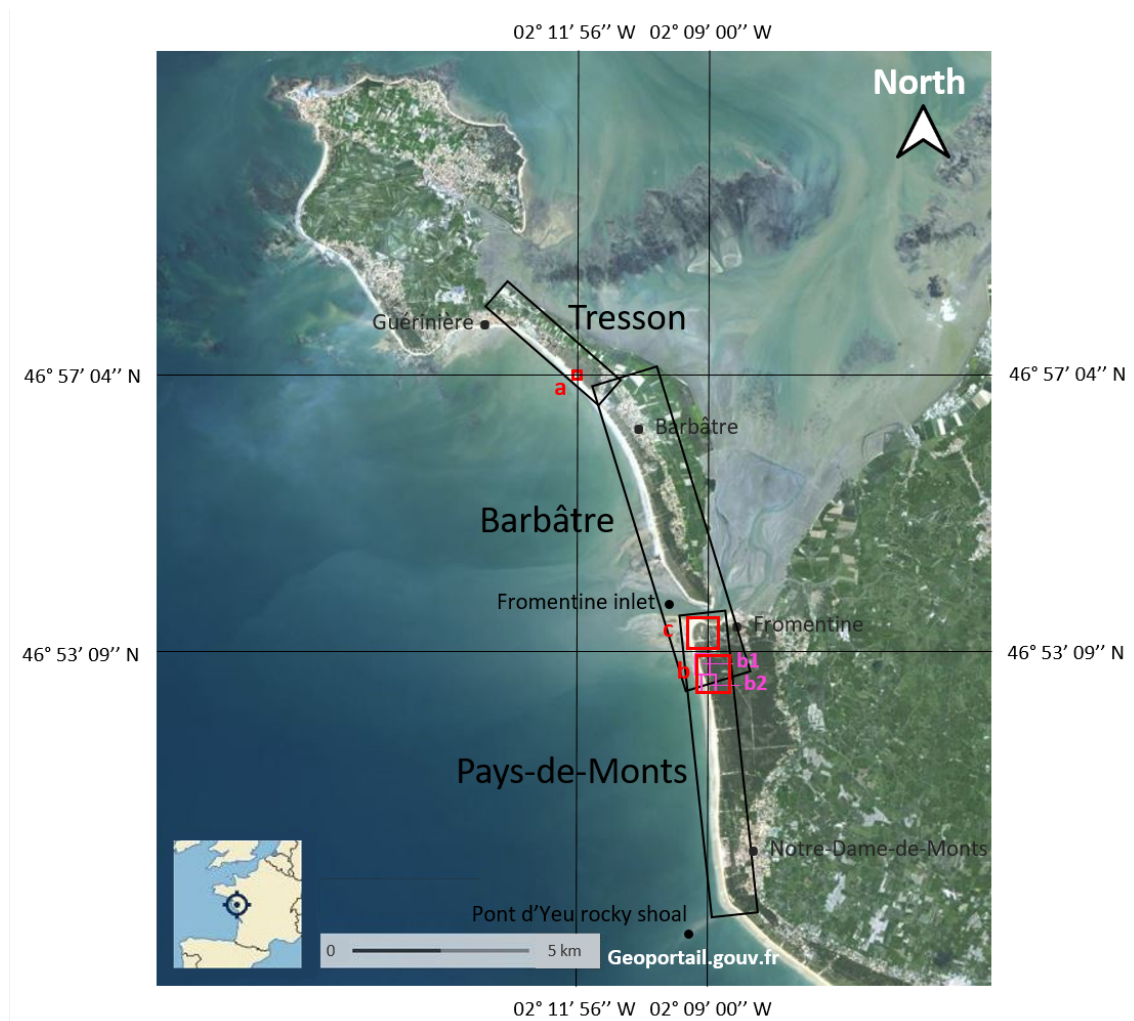 02° 11’ 56’’ W 02° 09’ 00’’ W
North
Tresson
Guérinière
46° 57’ 04’’ N
46° 57’ 04’’ N
a
Barbâtre
Barbâtre
Fromentine inlet
Fromentine
c
46° 53’ 09’’ N
46° 53’ 09’’ N
b1
b
b2
Pays-de-Monts
Notre-Dame-de-Monts
Pont d’Yeu rocky shoal
0 5 km
Geoportail.gouv.fr
02° 11’ 56’’ W 02° 09’ 00’’ W